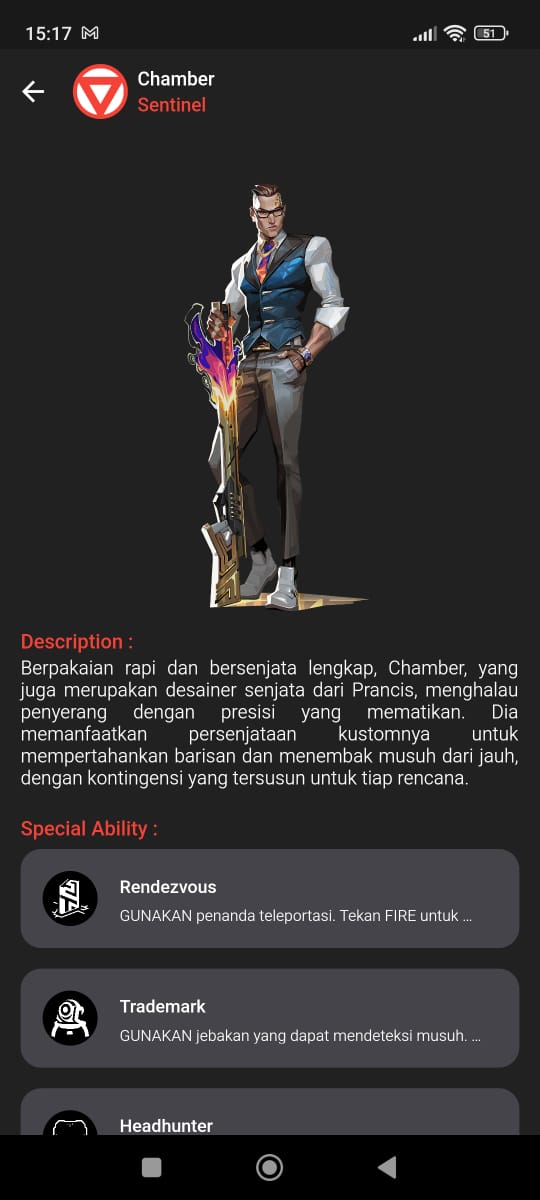 15:17
51
Chamber
Sentinel
Description :
Berpakaian rapi dan bersenjata lengkap, Chamber, yang
juga merupakan desainer senjata dari Prancis, menghalau
penyerang dengan presisi yang mematikan. Dia
memanfaatkan persenjataan kustomnya untuk
mempertahankan barisan dan menembak musuh dari jauh,
dengan kontingensi yang tersusun untuk tiap rencana.
Special Ability :
Rendezvous
GUNAKAN penanda teleportasi. Tekan FIRE untuk ...
Trademark
GUNAKAN jebakan yang dapat mendeteksi musuh. ...
Headhunter